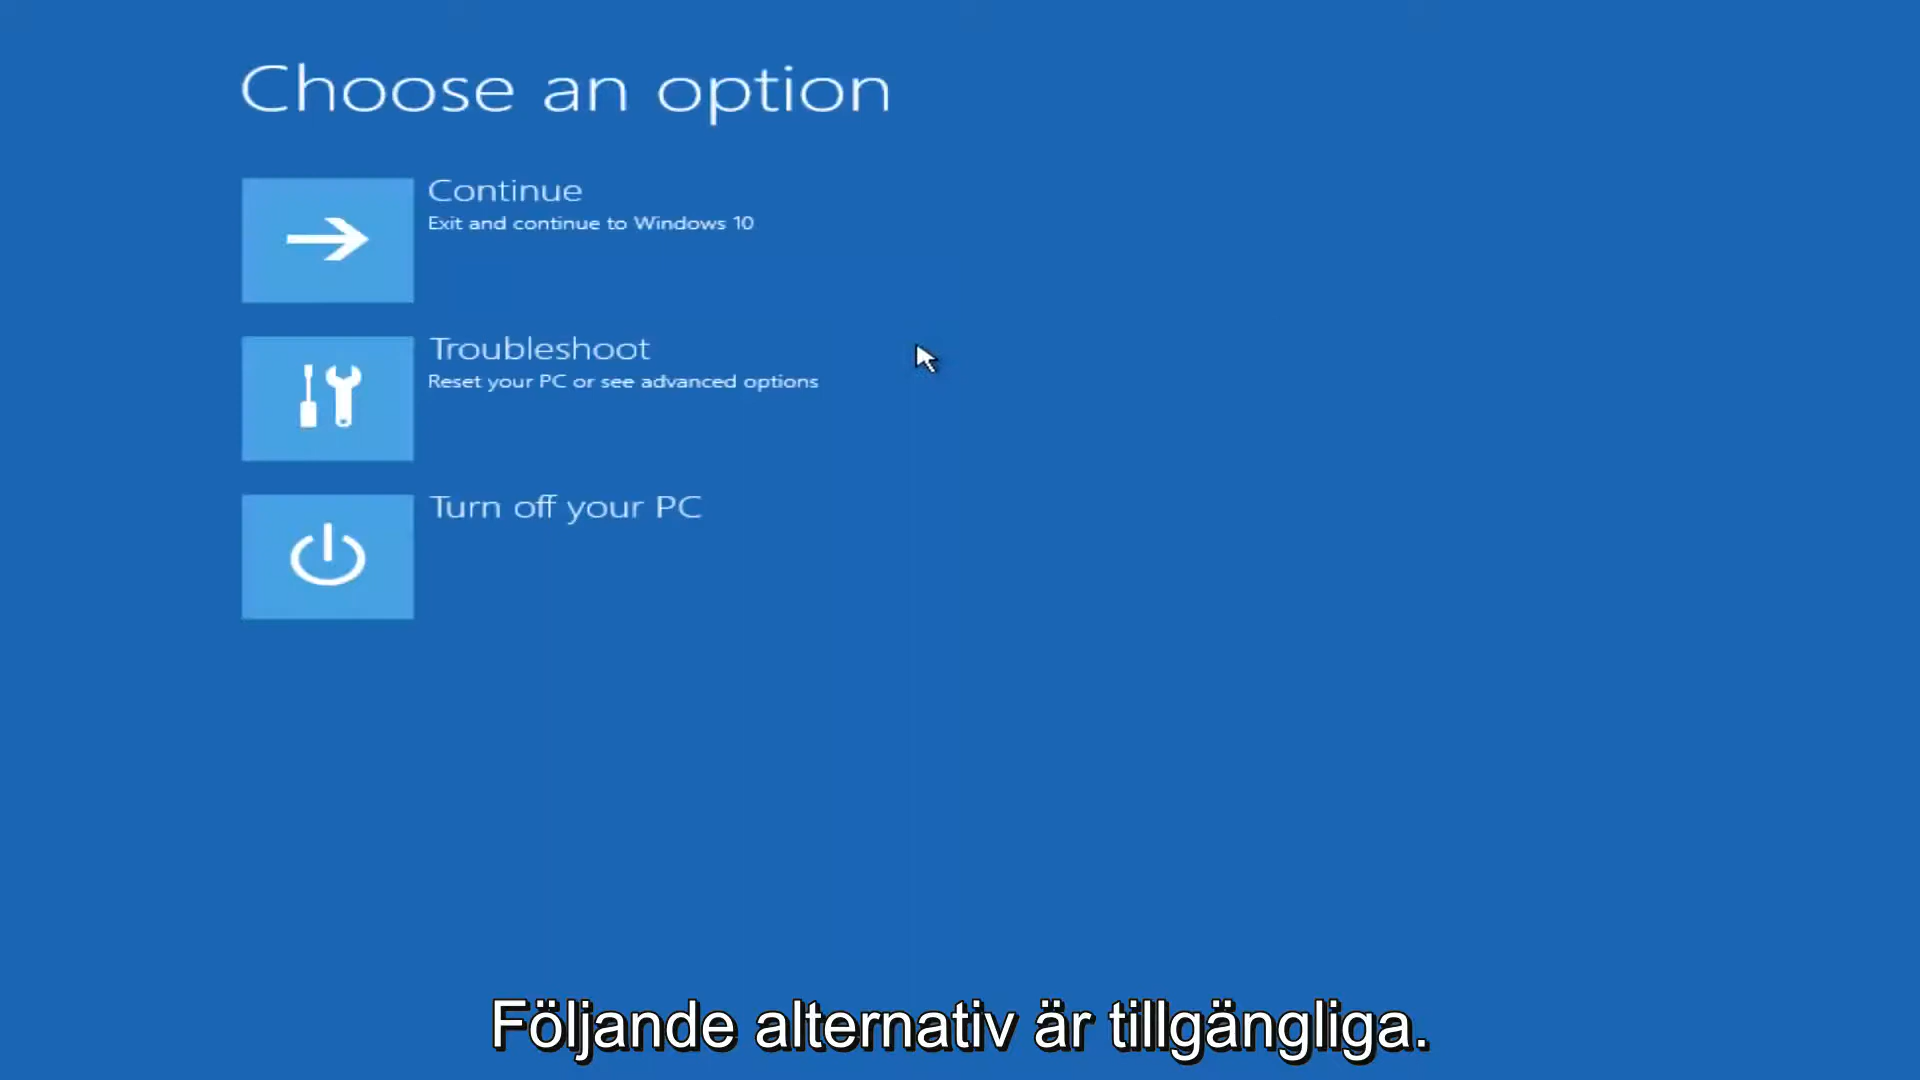 Choose an option
Continue
Exit and continue to Windows 10
Troubleshoot
Reset your PC or see advanced options
Turn off your PC
Följande alternativ är tillgängliga.